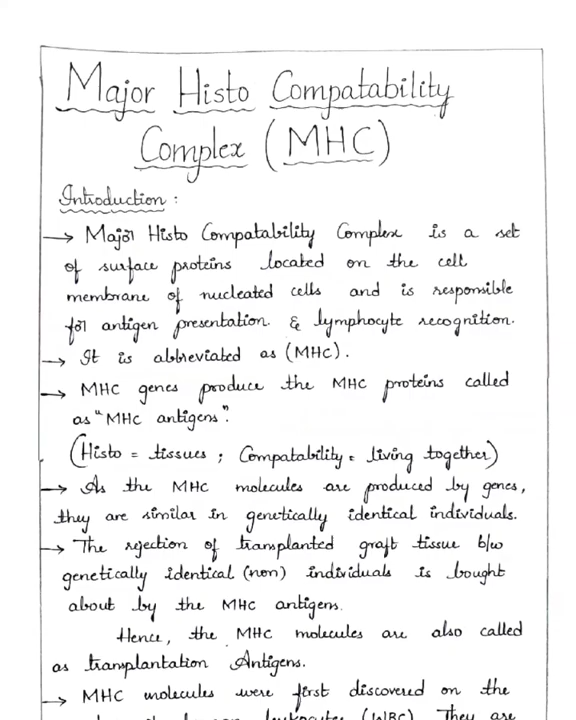 Major Histo Compatability
Complex (MHC)
Introduction :
→ Major Histo Compatability Complex is a set
of surface proteins located on the cell
membrane of nucleated cells and is responsible
for antigen presentation & lymphocyte recognition.
→ It is abbreviated as (MHC).
→ MHC genes produce the MHC proteins called
as "MHC antigens".
(Histo = tissues ; Compatability = living together)
→ As the MHC molecules are produced by genes,
they are similar in genetically identical individuals.
→ The rejection of transplanted graft tissue b/w
genetically identical (non) individuals is bought
about by the MHC antigens.
Hence, the MHC molecules are also called
as transplantation Antigens.
→ MHC molecules were first discovered on the
leukocytes (WBC). They are